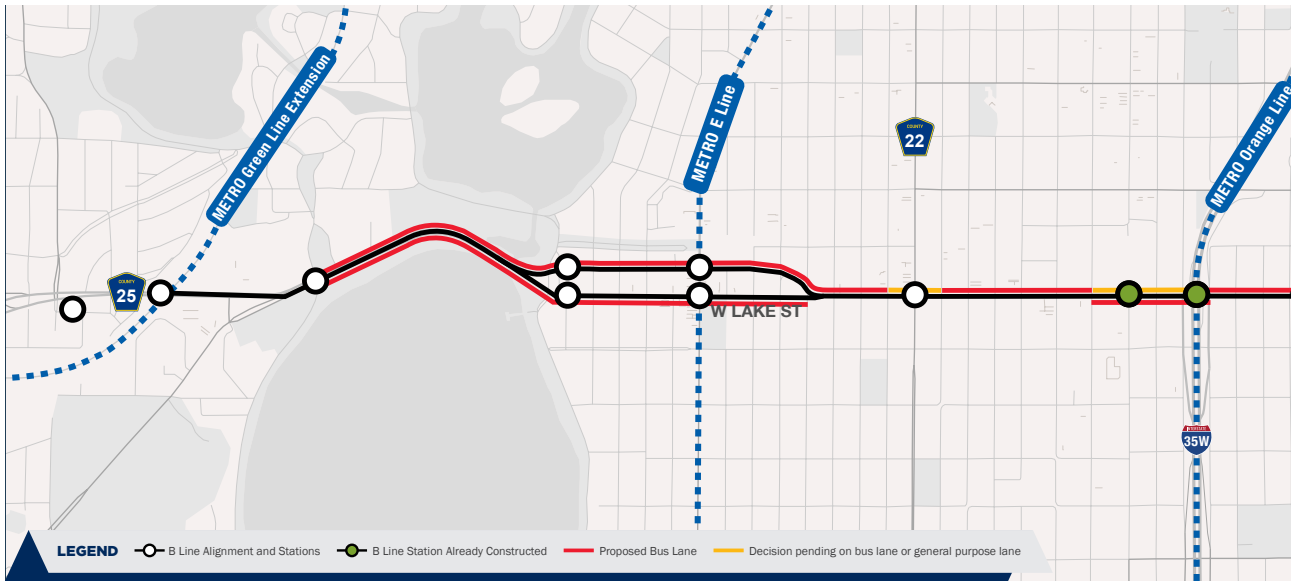 METRO Green Line Extension
METRO E Line
COUNTY
22
METRO Orange Line
COUNTY
25
W LAKE ST
INTERSTATE
35W
LEGEND
B Line Alignment and Stations
B Line Station Already Constructed
Proposed Bus Lane
Decision pending on bus lane or general purpose lane